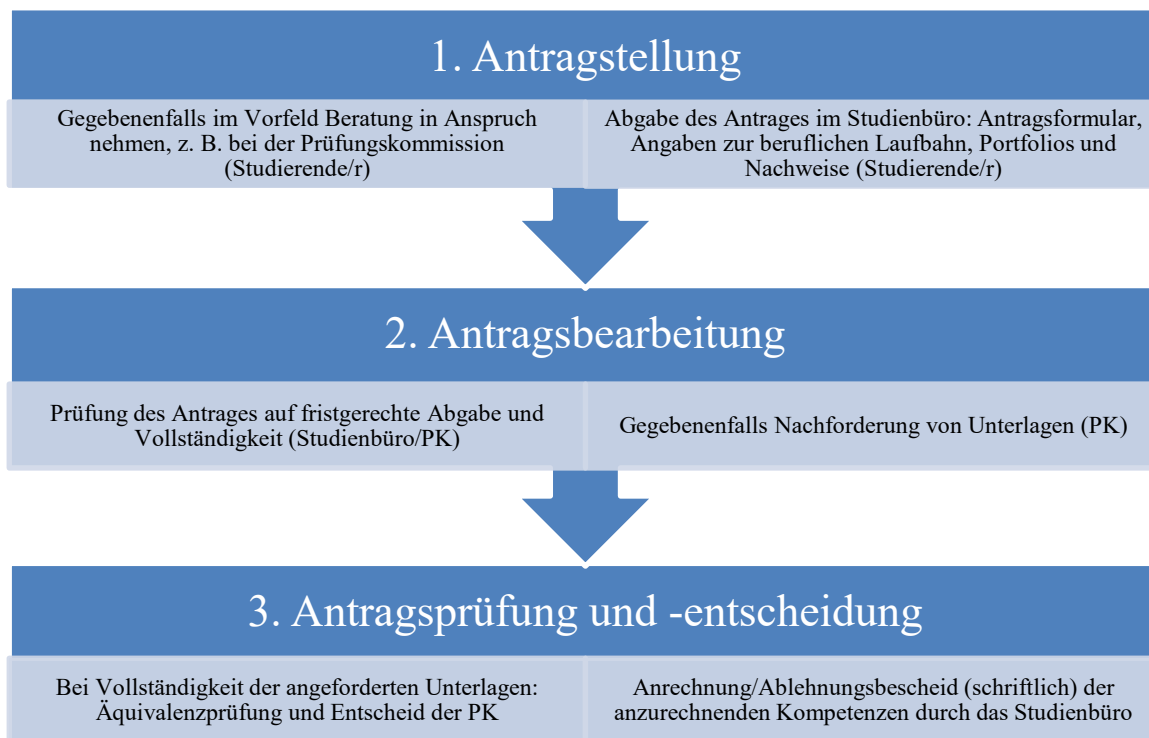 1. Antragstellung
Gegebenenfalls im Vorfeld Beratung in Anspruch
nehmen, z. B. bei der Prüfungskommission
(Studierende/r)
Abgabe des Antrages im Studienbüro: Antragsformular,
Angaben zur beruflichen Laufbahn, Portfolios und
Nachweise (Studierende/r)
2. Antragsbearbeitung
Prüfung des Antrages auf fristgerechte Abgabe und
Vollständigkeit (Studienbüro/PK)
Gegebenenfalls Nachforderung von Unterlagen (PK)
3. Antragsprüfung und -entscheidung
Bei Vollständigkeit der angeforderten Unterlagen:
Äquivalenzprüfung und Entscheid der PK
Anrechnung/Ablehnungsbescheid (schriftlich) der
anzurechnenden Kompetenzen durch das Studienbüro